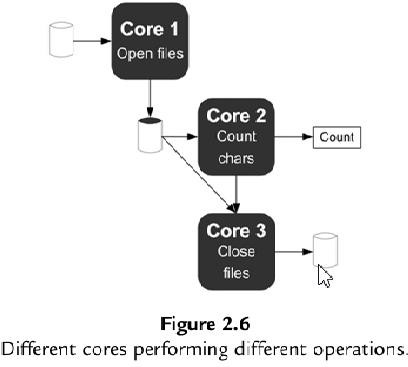 Core 1
Open files
Core 2
Count
chars
Count
Core 3
Close
files
Figure 2.6
Different cores performing different operations.